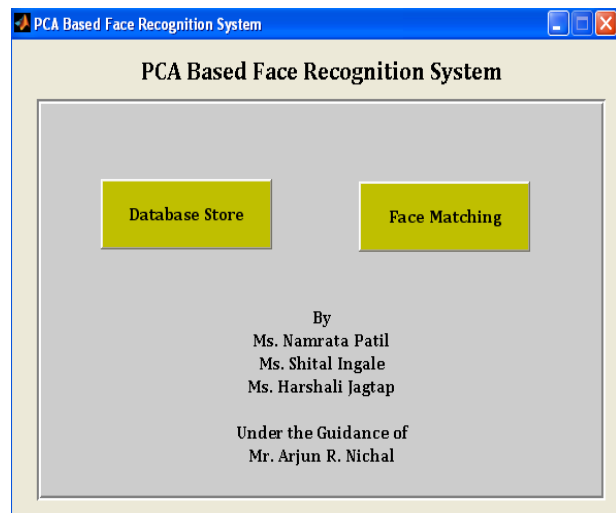 PCA Based Face Recognition System
PCA Based Face Recognition System
Database Store
Face Matching
By
Ms. Namrata Patil
Ms. Shital Ingale
Ms. Harshali Jagtap
Under the Guidance of
Mr. Arjun R. Nichal